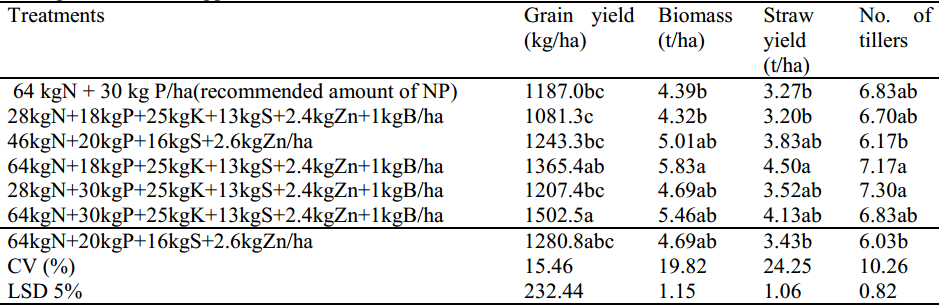 Treatments Grain yield (kg/ha) Biomass (t/ha) Straw yield (t/ha) No. of tillers
64 kgN + 30 kg P/ha(recommended amount of NP) 1187.0bc 4.39b 3.27b 6.83ab
28kgN+18kgP+25kgK+13kgS+2.4kgZn+1kgB/ha 1081.3c 4.32b 3.20b 6.70ab
46kgN+20kgP+16kgS+2.6kgZn/ha 1243.3bc 5.01ab 3.83ab 6.17b
64kgN+18kgP+25kgK+13kgS+2.4kgZn+1kgB/ha 1365.4ab 5.83a 4.50a 7.17a
28kgN+30kgP+25kgK+13kgS+2.4kgZn+1kgB/ha 1207.4bc 4.69ab 3.52ab 7.30a
64kgN+30kgP+25kgK+13kgS+2.4kgZn+1kgB/ha 1502.5a 5.46ab 4.13ab 6.83ab
64kgN+20kgP+16kgS+2.6kgZn/ha 1280.8abc 4.69ab 3.43b 6.03b
CV (%) 15.46 19.82 24.25 10.26
LSD 5% 232.44 1.15 1.06 0.82